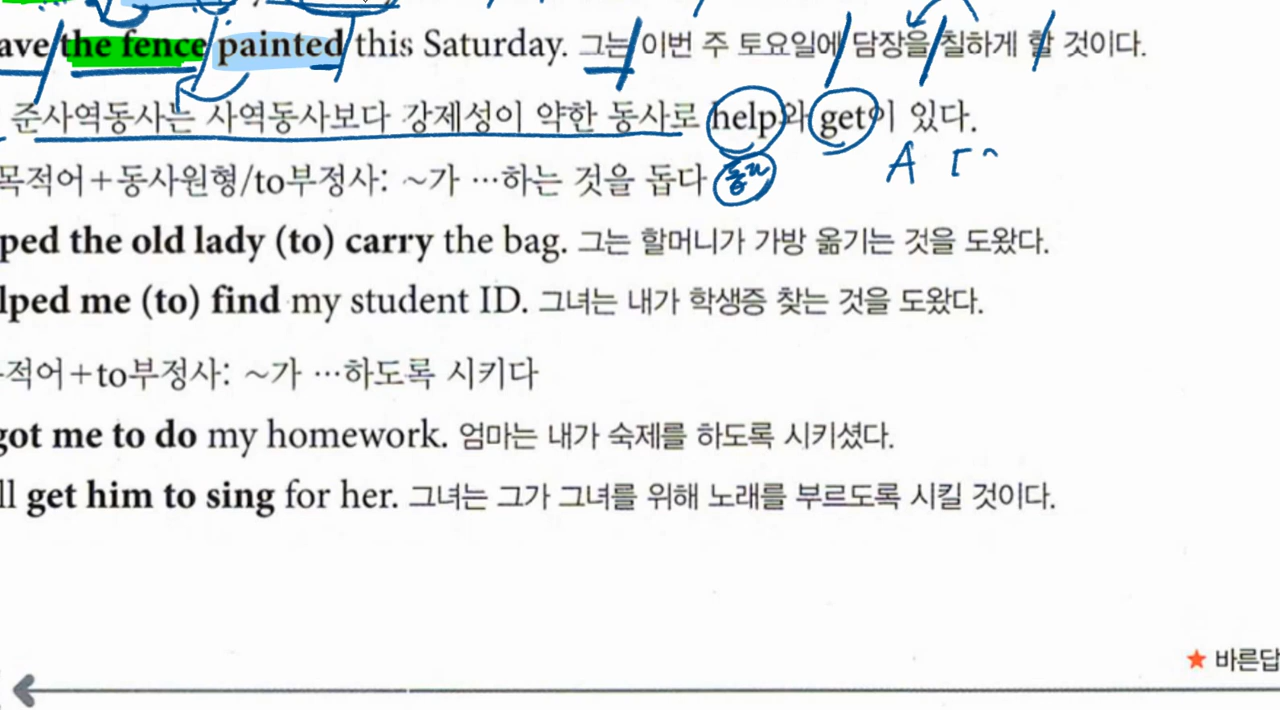 ave the fence painted this Saturday. 그는 이번 주 토요일에 담장을 칠하게 할 것이다.
준사역동사는 사역동사보다 강제성이 약한 동사로 help와 get이 있다.
A
목적어+동사원형/to부정사: ~가 …하는 것을 돕다
ped the old lady (to) carry the bag. 그는 할머니가 가방 옮기는 것을 도왔다.
lped me (to) find my student ID. 그녀는 내가 학생증 찾는 것을 도왔다.
적어+to부정사: ~가 …하도록 시키다
got me to do my homework. 엄마는 내가 숙제를 하도록 시키셨다.
ll get him to sing for her. 그녀는 그가 그녀를 위해 노래를 부르도록 시킬 것이다.
★ 바른답